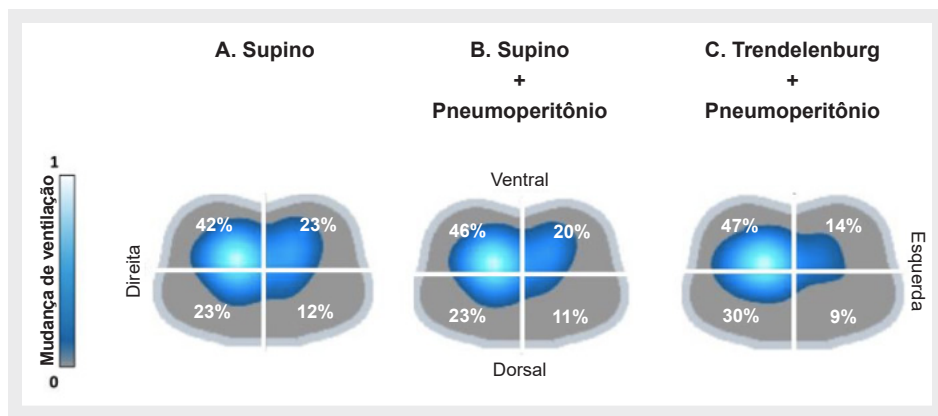 A. Supino
B. Supino
+
Pneumoperitônio
C. Trendelenburg
+
Pneumoperitônio
Mudança de ventilação
1
0
Ventral
Direita
42% 23%
23% 12%
46% 20%
23% 11%
47% 14%
30% 9%
Esquerda
Dorsal